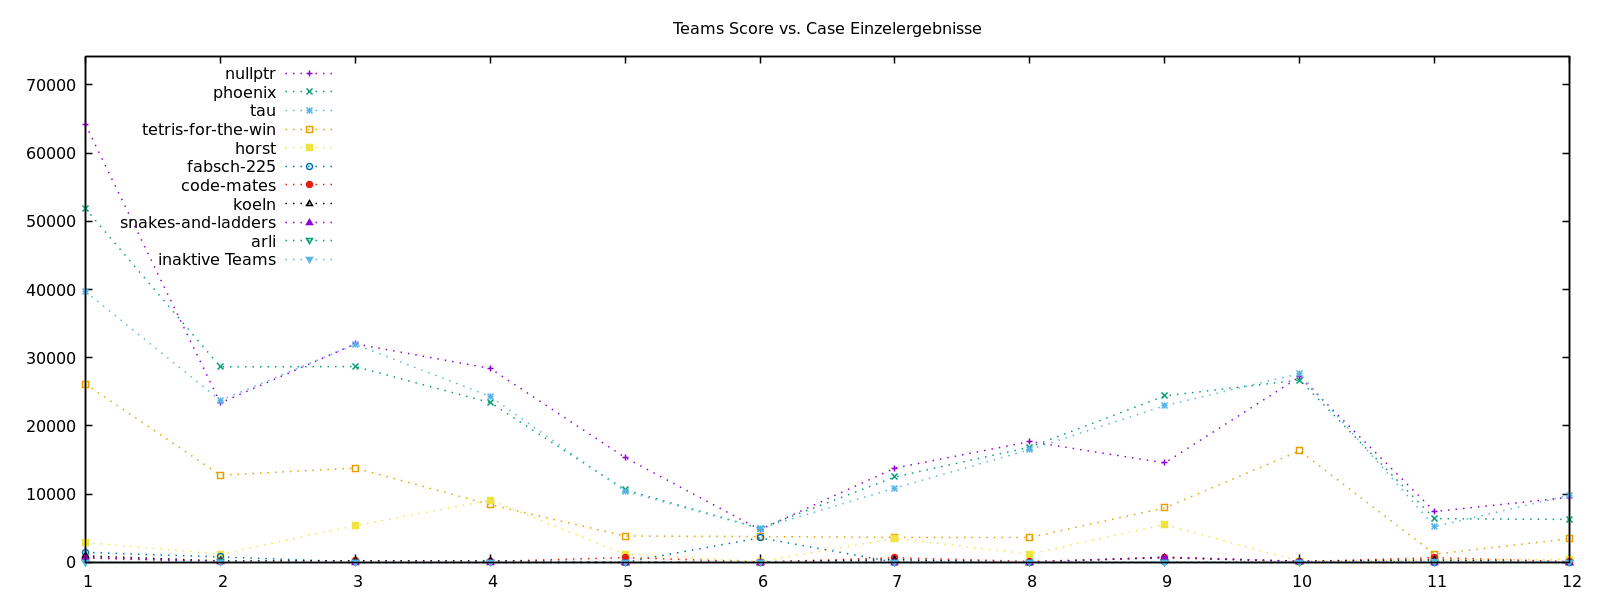 Teams Score vs. Case Einzelergebnisse
70000
60000
50000
40000
30000
20000
10000
0
nullptr
phoenix
tau
tetris-for-the-win
horst
fabsch-225
code-mates
koeln
snakes-and-ladders
arli
inaktive Teams
1 2 3 4 5 6 7 8 9 10 11 12